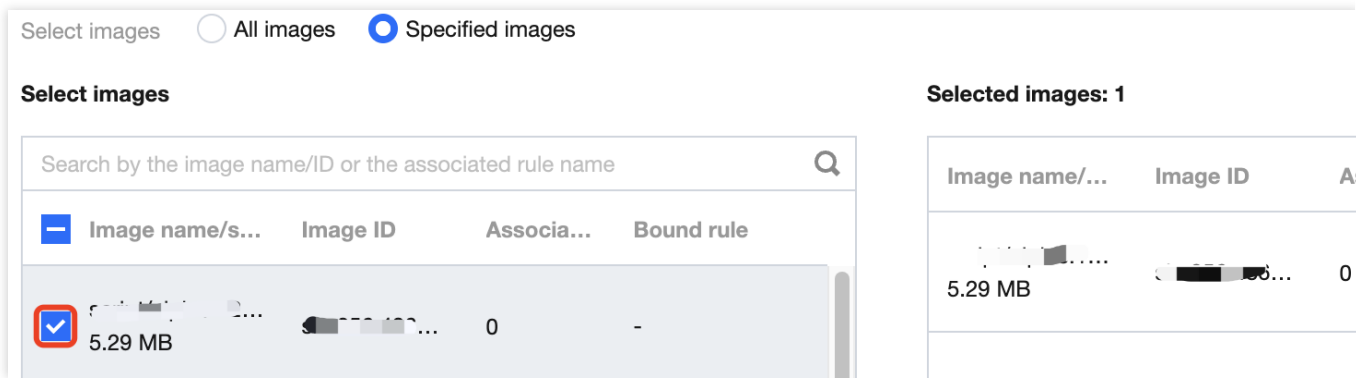 Select images All images Specified images
Select images
Selected images: 1
Search by the image name/ID or the associated rule name
Image name/s... Image ID Associa... Bound rule
5.29 MB
0 -
Image name/... Image ID As
5.29 MB
0